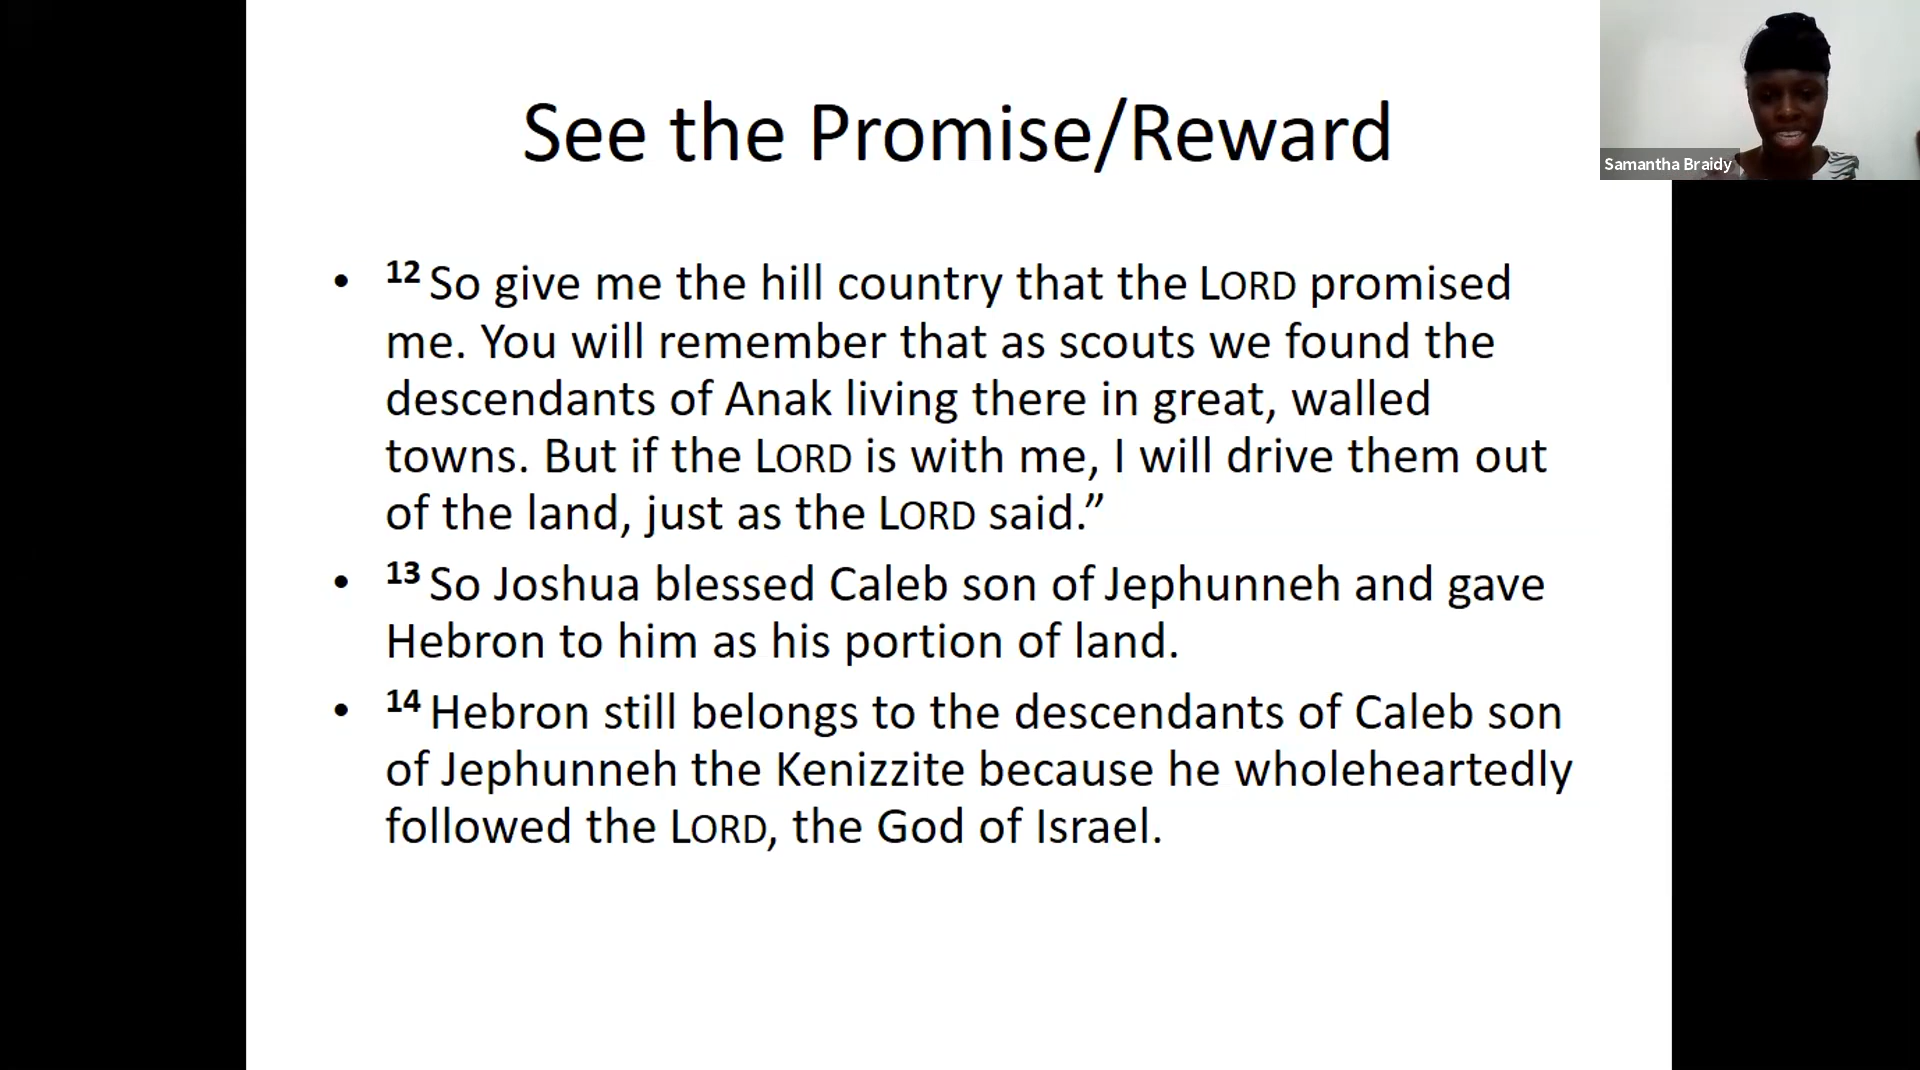 See the Promise/Reward
Samantha Braidy
• 12 So give me the hill country that the LORD promised
me. You will remember that as scouts we found the
descendants of Anak living there in great, walled
towns. But if the LORD is with me, I will drive them out
of the land, just as the LORD said.”
• 13 So Joshua blessed Caleb son of Jephunneh and gave
Hebron to him as his portion of land.
• 14 Hebron still belongs to the descendants of Caleb son
of Jephunneh the Kenizzite because he wholeheartedly
followed the LORD, the God of Israel.